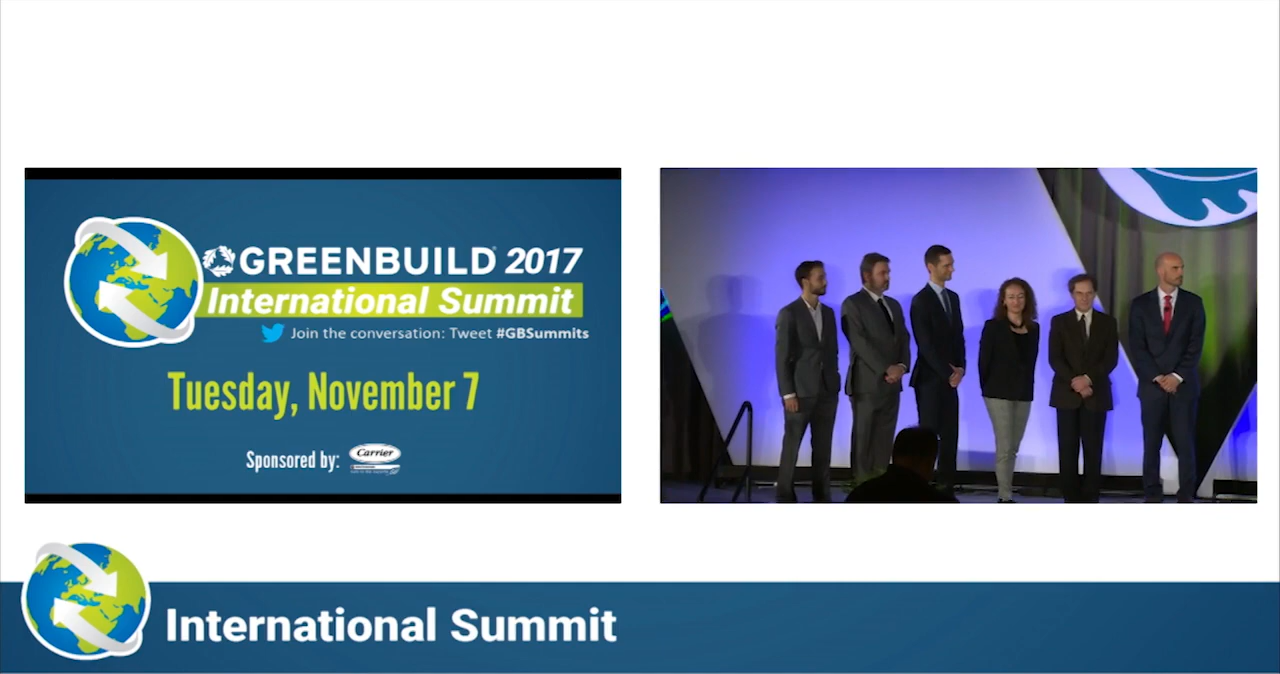 GREENBUILD 2017
International Summit
Join the conversation: Tweet #GBSummits
Tuesday, November 7
Sponsored by: Carrier
International Summit